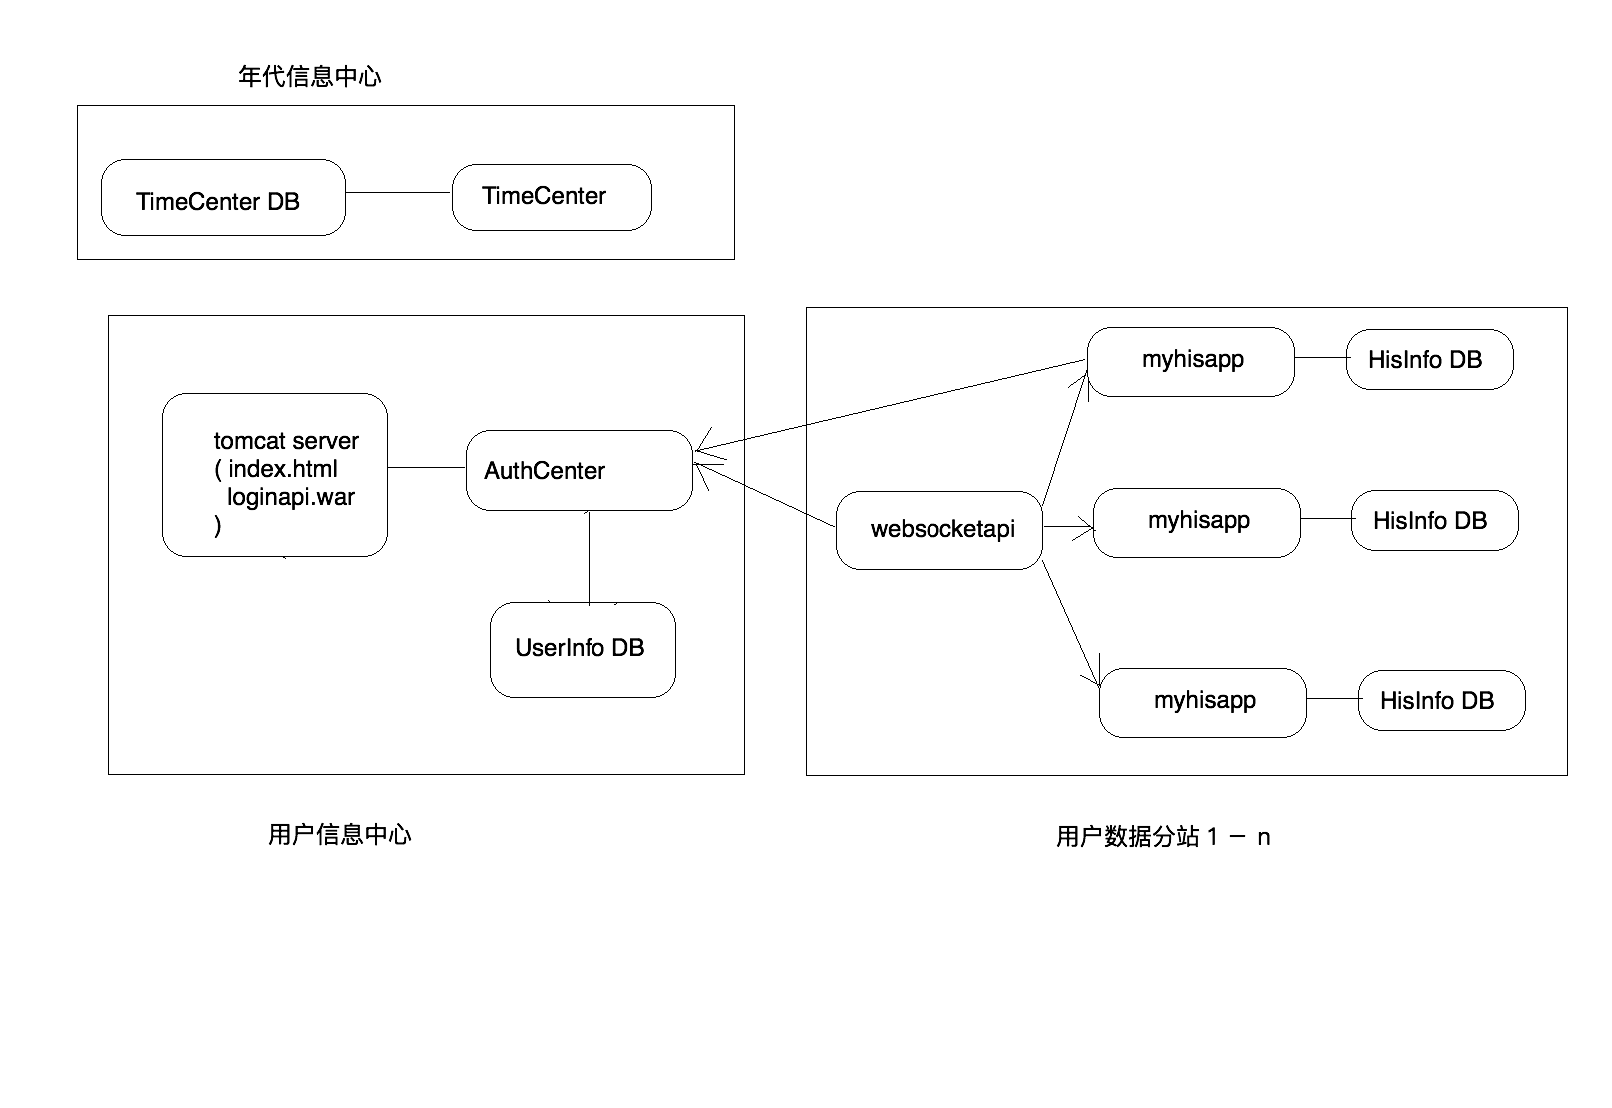 年代信息中心
TimeCenter DB
TimeCenter
tomcat server
( index.html
loginapi.war
)
AuthCenter
UserInfo DB
用户信息中心
websocketapi
myhisapp
HisInfo DB
myhisapp
HisInfo DB
myhisapp
HisInfo DB
用户数据分站 1 － n